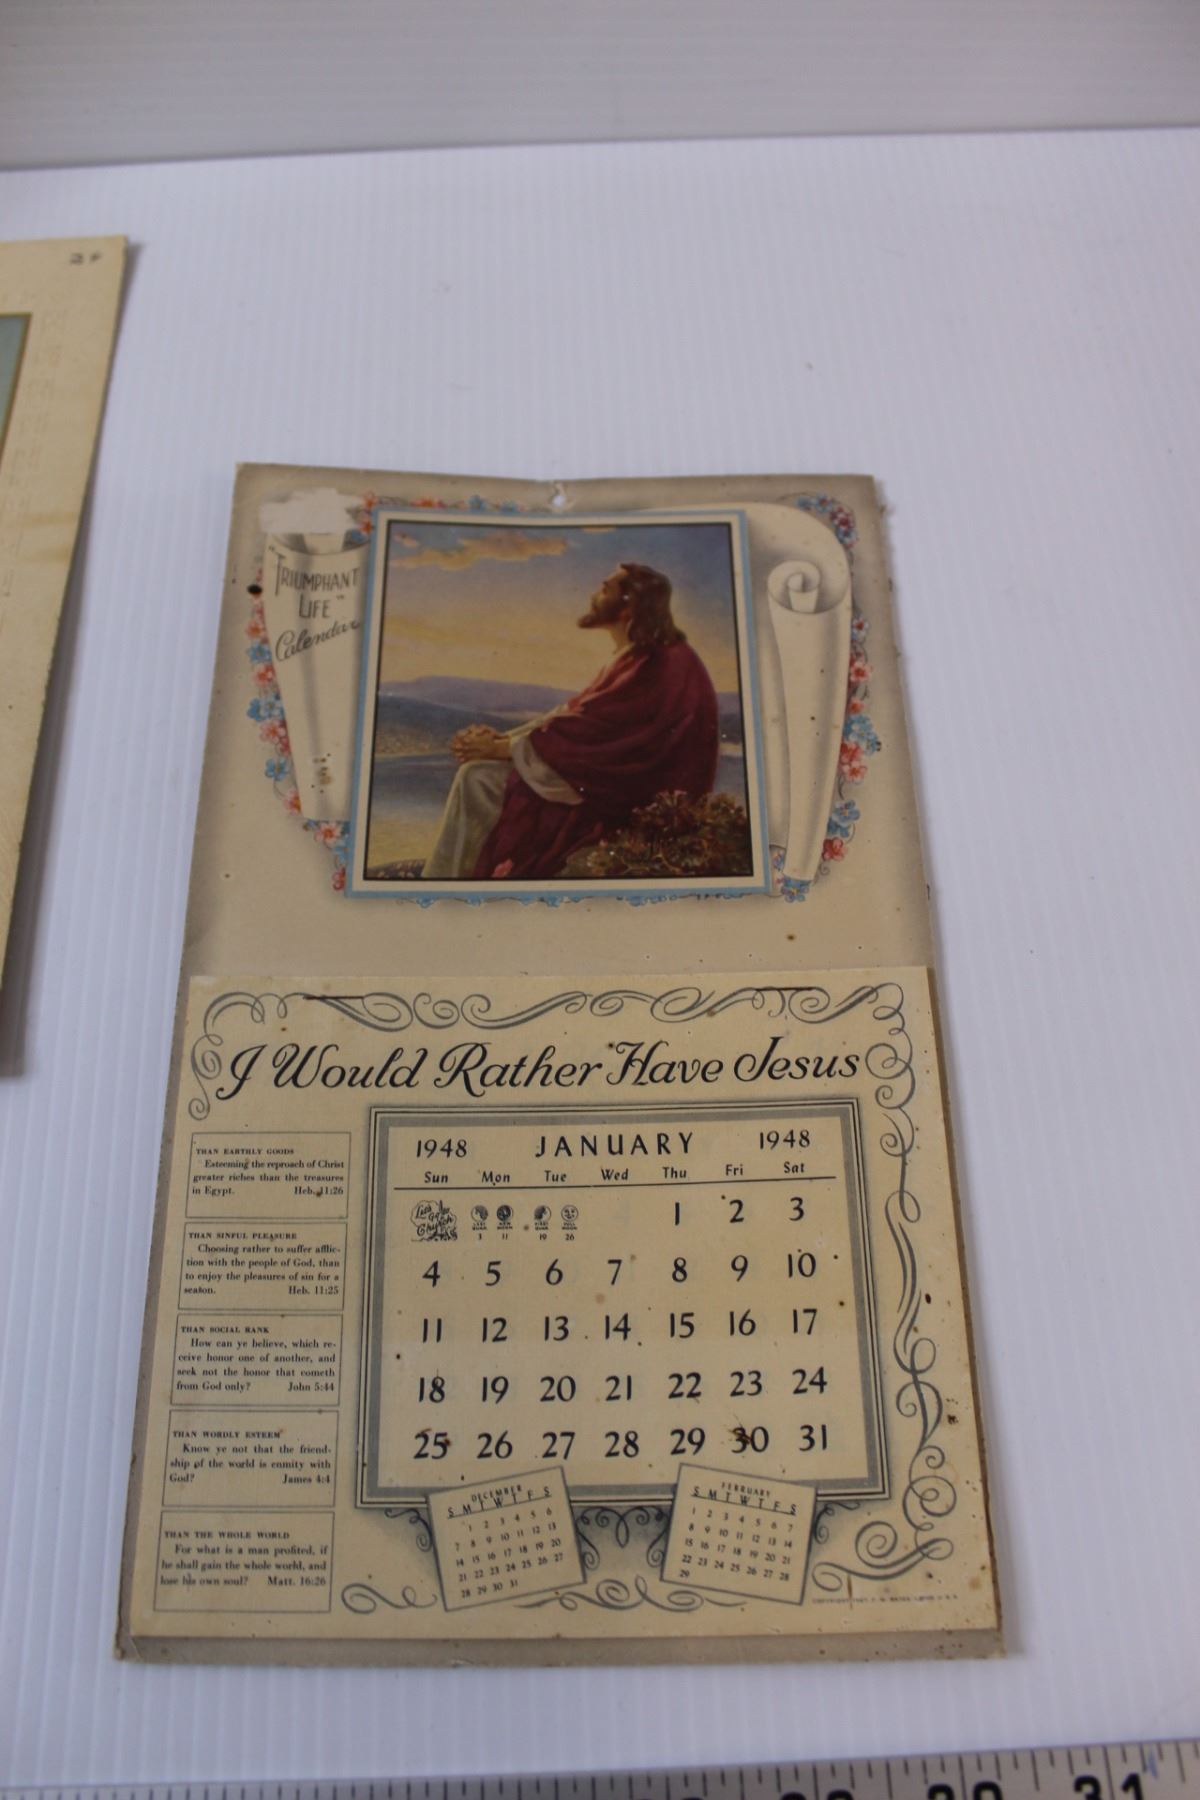 "TRIUMPHANT
LIFE"
Calendar
I Would Rather Have Jesus
THAN EARTHLY GOODS
Esteeming the reproach of Christ
greater riches than the treasures
in Egypt. Heb. 11:26
THAN SINFUL PLEASURE
Choosing rather to suffer afflic-
tion with the people of God, than
to enjoy the pleasures of sin for a
season. Heb. 11:25
THAN SOCIAL RANK
How can ye believe, which re-
ceive honor one of another, and
seek not the honor that cometh
from God only? John 5:44
THAN WORDLY ESTEEM
Know ye not that the friend-
ship of the world is enmity with
God? James 4:4
THAN THE WHOLE WORLD
For what is a man profited, if
he shall gain the whole world, and
lose his own soul? Matt. 16:26
1948 JANUARY 1948
Sun Mon Tue Wed Thu Fri Sat
Let's Go to Church
3 11 19 26
1 2 3
4 5 6 7 8 9 10
11 12 13 14 15 16 17
18 19 20 21 22 23 24
25 26 27 28 29 30 31
DECEMBER
S M T W T F S
1 2 3 4 5 6
7 8 9 10 11 12 13
14 15 16 17 18 19 20
21 22 23 24 25 26 27
28 29 30 31
FEBRUARY
S M T W T F S
1 2 3 4 5 6 7
8 9 10 11 12 13 14
15 16 17 18 19 20 21
22 23 24 25 26 27 28
29
31